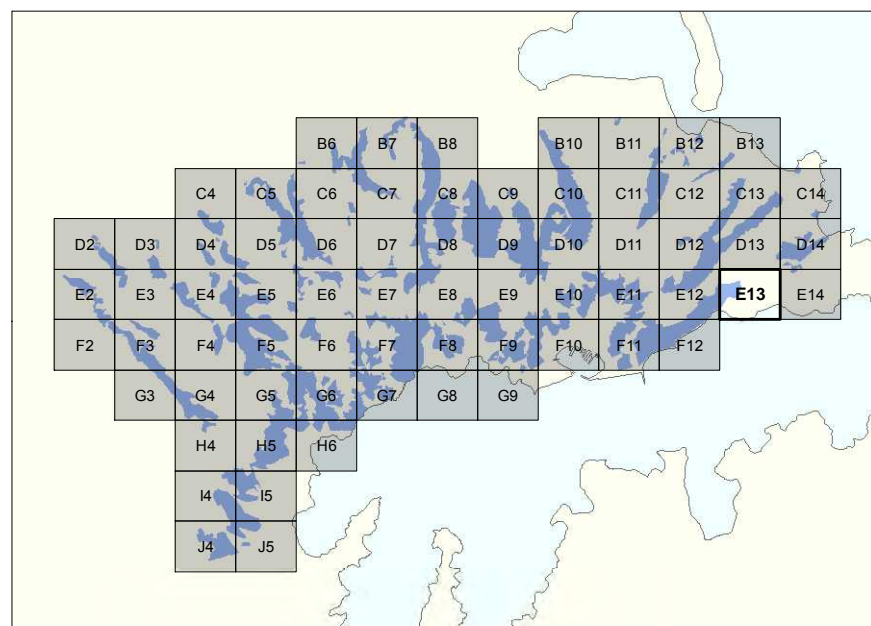 B6 B7 B8 B10 B11 B12 B13
C4 C5 C6 C7 C8 C9 C10 C11 C12 C13 C14
D2 D3 D4 D5 D6 D7 D8 D9 D10 D11 D12 D13 D14
E2 E3 E4 E5 E6 E7 E8 E9 E10 E11 E12 E13 E14
F2 F3 F4 F5 F6 F7 F8 F9 F10 F11 F12
G3 G4 G5 G6 G7 G8 G9
H4 H5 H6
I4 I5
J4 J5